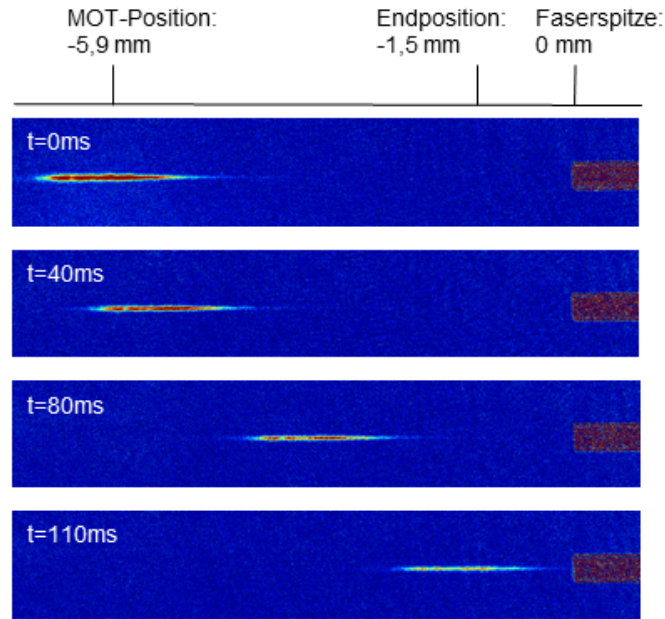 MOT-Position:
-5,9 mm
Endposition:
-1,5 mm
Faserspitze:
0 mm
t=0ms
t=40ms
t=80ms
t=110ms